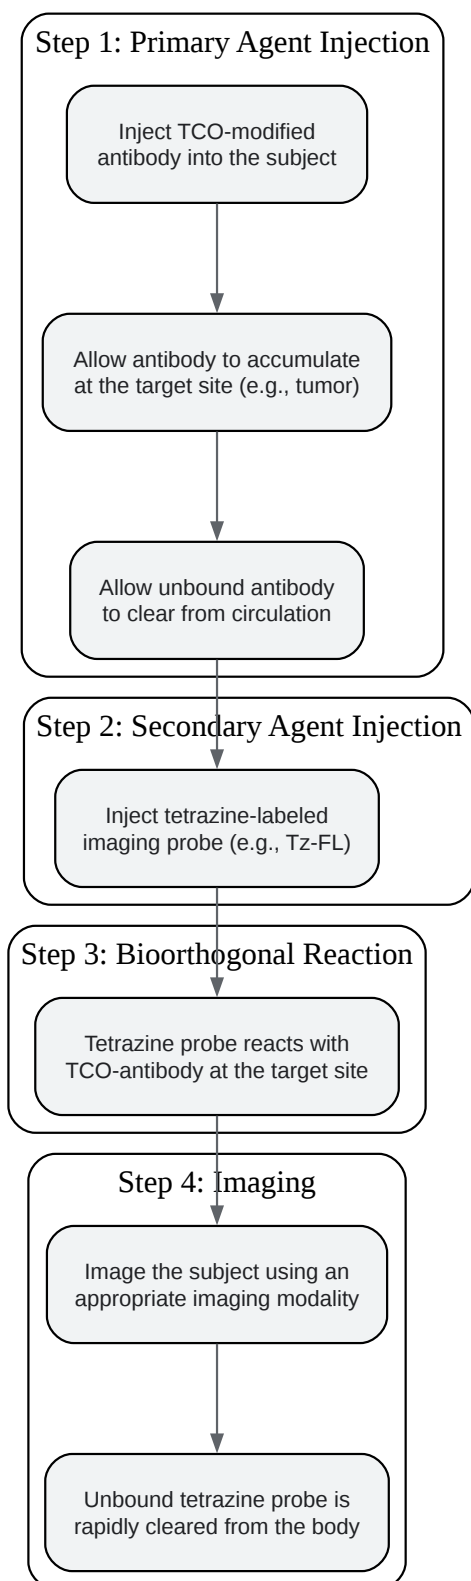 Step 1: Primary Agent Injection
Inject TCO-modified
antibody into the subject
Allow antibody to accumulate
at the target site (e.g., tumor)
Allow unbound antibody
to clear from circulation
Step 2: Secondary Agent Injection
Inject tetrazine-labeled
imaging probe (e.g., Tz-FL)
Step 3: Bioorthogonal Reaction
Tetrazine probe reacts with
TCO-antibody at the target site
Step 4: Imaging
Image the subject using an
appropriate imaging modality
Unbound tetrazine probe is
rapidly cleared from the body